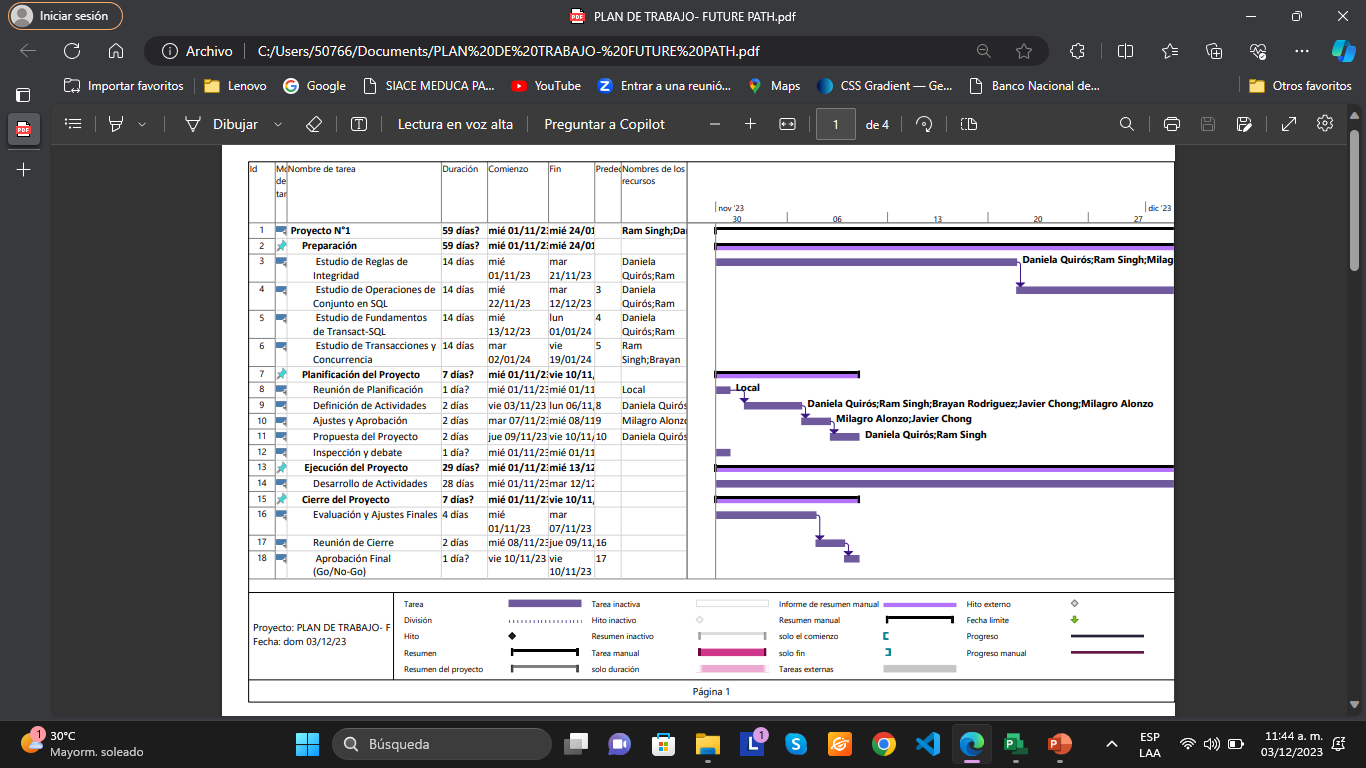 Iniciar sesión
PLAN DE TRABAJO- FUTURE PATH.pdf
Archivo C:/Users/50766/Documents/PLAN%20DE%20TRABAJO-%20FUTURE%20PATH.pdf
Importar favoritos Lenovo Google SIACE MEDUCA PA... YouTube Entrar a una reunió... Maps CSS Gradient — Ge... Banco Nacional de... Otros favoritos
Dibujar Lectura en voz alta Preguntar a Copilot 1 de 4
Id Nombre de tarea Duración Comienzo Fin Predec Nombres de los
de recursos
tar
nov '23 dic '23
30 06 13 20 27
1 Proyecto N°1 59 días? mié 01/11/23 mié 24/01 Ram Singh;Da
2 Preparación 59 días? mié 01/11/23 mié 24/01
3 Estudio de Reglas de 14 días mié mar Daniela Daniela Quirós;Ram Singh;Milag
Integridad 01/11/23 21/11/23 Quirós;Ram
4 Estudio de Operaciones de 14 días mié mar 3 Daniela
Conjunto en SQL 22/11/23 12/12/23 Quirós;Ram
5 Estudio de Fundamentos 14 días mié lun 4 Daniela
de Transact-SQL 13/12/23 01/01/24 Quirós;Ram
6 Estudio de Transacciones y 14 días mar vie 5 Ram
Concurrencia 02/01/24 19/01/24 Singh;Brayan
7 Planificación del Proyecto 7 días? mié 01/11/23 vie 10/11,
8 Reunión de Planificación 1 día? mié 01/11/23 mié 01/11 Local Local
9 Definición de Actividades 2 días vie 03/11/23 lun 06/11, 8 Daniela Quirós Daniela Quirós;Ram Singh;Brayan Rodriguez;Javier Chong;Milagro Alonzo
10 Ajustes y Aprobación 2 días mar 07/11/23 mié 08/11 9 Milagro Alonzo Milagro Alonzo;Javier Chong
11 Propuesta del Proyecto 2 días jue 09/11/23 vie 10/11, 10 Daniela Quirós Daniela Quirós;Ram Singh
12 Inspección y debate 1 día? mié 01/11/23 mié 01/11
13 Ejecución del Proyecto 29 días? mié 01/11/23 mié 13/12
14 Desarrollo de Actividades 28 días mié 01/11/23 mar 12/12
15 Cierre del Proyecto 7 días? mié 01/11/23 vie 10/11,
16 Evaluación y Ajustes Finales 4 días mié mar
01/11/23 07/11/23
17 Reunión de Cierre 2 días mié 08/11/23 jue 09/11, 16
18 Aprobación Final 1 día? vie 10/11/23 vie 17
(Go/No-Go) 10/11/23
Proyecto: PLAN DE TRABAJO- F
Fecha: dom 03/12/23
Tarea Tarea inactiva Informe de resumen manual Hito externo
División Hito inactivo Resumen manual Fecha límite
Hito Resumen inactivo solo el comienzo Progreso
Resumen Tarea manual solo fin Progreso manual
Resumen del proyecto solo duración Tareas externas
Página 1
1 30°C
Mayorm. soleado
Búsqueda
1
ESP
LAA
11:44 a. m.
03/12/2023